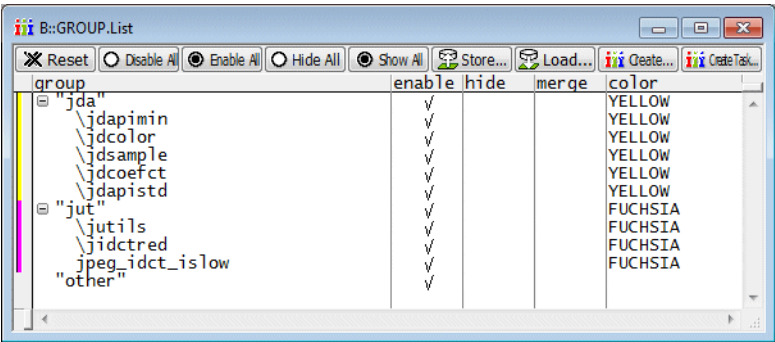 B::GROUP.List
Reset Disable All Enable All Hide All Show All Store... Load... Create... Create Task...
group enable hide merge color
"jda" √ YELLOW
\jdapimin √ YELLOW
\jdcolor √ YELLOW
\jdsample √ YELLOW
\jdcoefct √ YELLOW
\jdapistd √ YELLOW
"jut" √ FUCHSIA
\jutils √ FUCHSIA
\jidctred √ FUCHSIA
jpeg_idct_islow √ FUCHSIA
"other" √